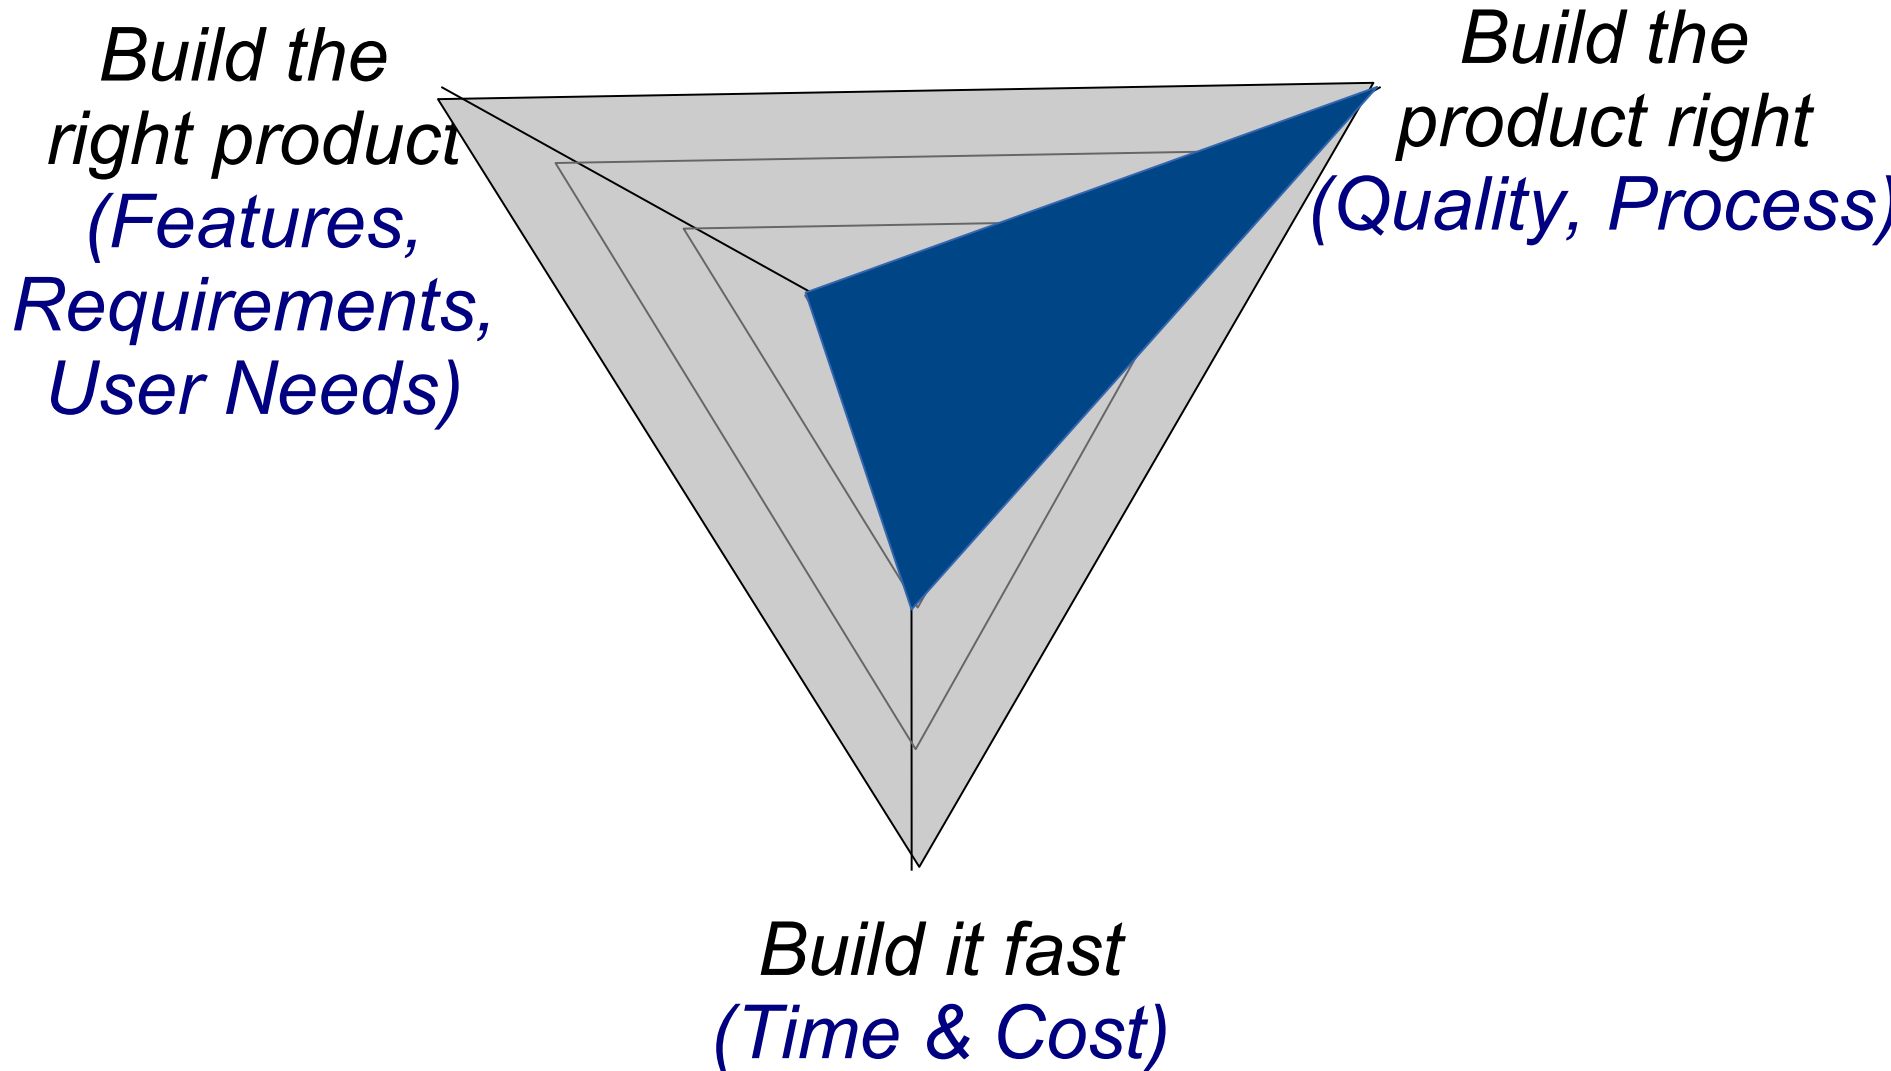 Build the
right product
(Features,
Requirements,
User Needs)
Build the
product right
(Quality, Process)
Build it fast
(Time & Cost)